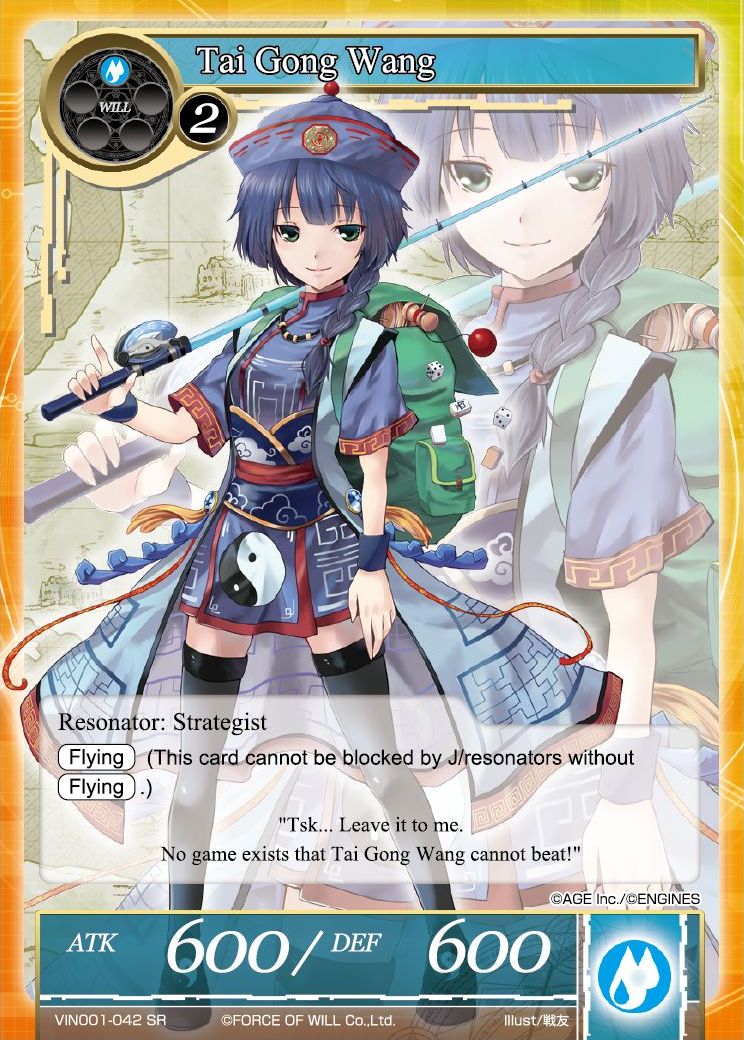 Tai Gong Wang
WILL
2
Resonator: Strategist
Flying (This card cannot be blocked by J/resonators without
Flying .)
"Tsk... Leave it to me.
No game exists that Tai Gong Wang cannot beat!"
©AGE Inc./©ENGINES
ATK 600/ DEF 600
VIN001-042 SR ©FORCE OF WILL Co.,Ltd. Illust/戦友